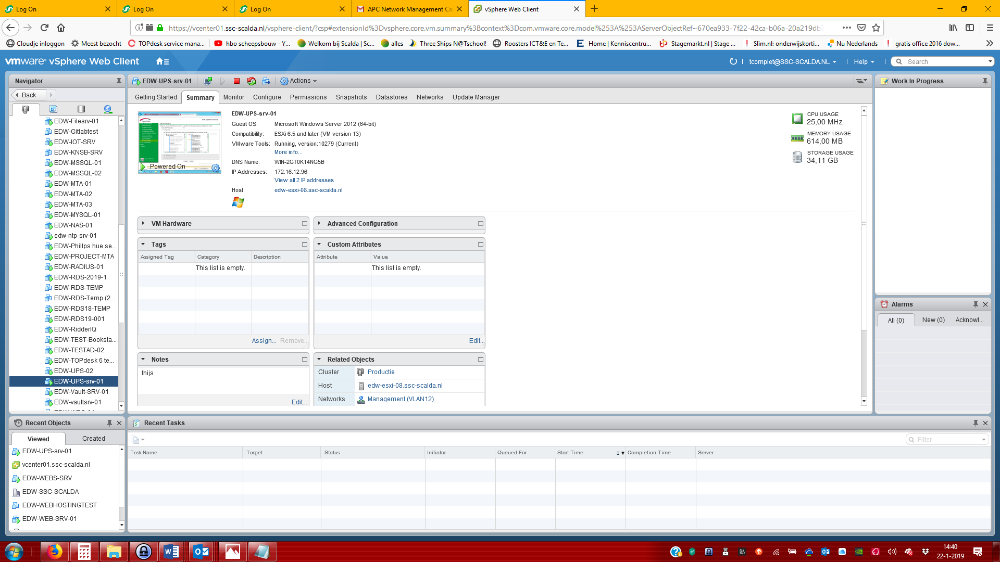 Log On
Log On
Log On
APC Network Management Ca
vSphere Web Client
https://vcenter01.ssc-scalda.nl/vsphere-client/?csp#extensionId%3Dvsphere.core.vm.summary%3Bcontext%3Dcom.vmware.core.model%253A%253AServerObjectRef~670ea933-7f22-42ca-b06a-20a219db7
Cloudje inloggon
Meest bezocht
TOPdesk service mana...
hbo scheepsbouw - Y...
Welkom bij Scalda | Sc...
alles
Three Ships N@Tschool!
Roosters ICT&E en Te...
Home | Kenniscentru...
Stagemarkt.nl | Stage ...
Slim.nl: onderwijskorti...
Nu Nederlands
gratis office 2016 dow...
vmware® vSphere Web Client
tcompiet@SSC-SCALDA.NL
Help
Search
Navigator
Back
EDW-Filesrv-01
EDW-Gitlabtest
EDW-IOT-SRV
EDW-KNSB-SRV
EDW-MSSQL-01
EDW-MSSQL-02
EDW-MTA-01
EDW-MTA-02
EDW-MTA-03
EDW-MYSQL-01
EDW-NAS-01
edw-ntp-srv-01
EDW-Phillps hue se...
EDW-PROJECT-MTA
EDW-RADIUS-01
EDW-RDS-2019-1
EDW-RDS-TEMP
EDW-RDS-Temp (2...
EDW-RDS18-TEMP
EDW-RDS19-001
EDW-RidderIQ
EDW-TEST-Booksta...
EDW-TESTAD-02
EDW-TOPdesk 6 te...
EDW-UPS-02
EDW-UPS-srv-01
EDW-Vault-SRV-01
EDW-vaultsrv-01
EDW-UPS-srv-01
Actions
Getting Started
Summary
Monitor
Configure
Permissions
Snapshots
Datastores
Networks
Update Manager
Powered On
EDW-UPS-srv-01
Guest OS: Microsoft Windows Server 2012 (64-bit)
Compatibility: ESXi 6.5 and later (VM version 13)
VMware Tools: Running, version:10279 (Current)
More info...
DNS Name: WIN-2GT0K14NG5B
IP Addresses: 172.16.12.96
View all 2 IP addresses
Host: edw-esxi-08.ssc-scalda.nl
CPU USAGE
25,00 MHz
MEMORY USAGE
614,00 MB
STORAGE USAGE
34,11 GB
VM Hardware
Advanced Configuration
Tags
Assigned Tag Category Description
This list is empty.
Assign... Remove...
Custom Attributes
Attribute Value
This list is empty.
Edit...
Notes
thijs
Edit...
Related Objects
Cluster Productie
Host edw-esxi-08.ssc-scalda.nl
Networks Management (VLAN12)
Work In Progress
Alarms
All (0) New (0) Acknowl...
Recent Objects
Viewed Created
EDW-UPS-srv-01
vcenter01.ssc-scalda.nl
EDW-WEBS-SRV
EDW-SSC-SCALDA
EDW-WEBHOSTINGTEST
EDW-WEB-SRV-01
Recent Tasks
Filter
Task Name Target Status Initiator Queued For Start Time 1 Completion Time Server
14:40
22-1-2019